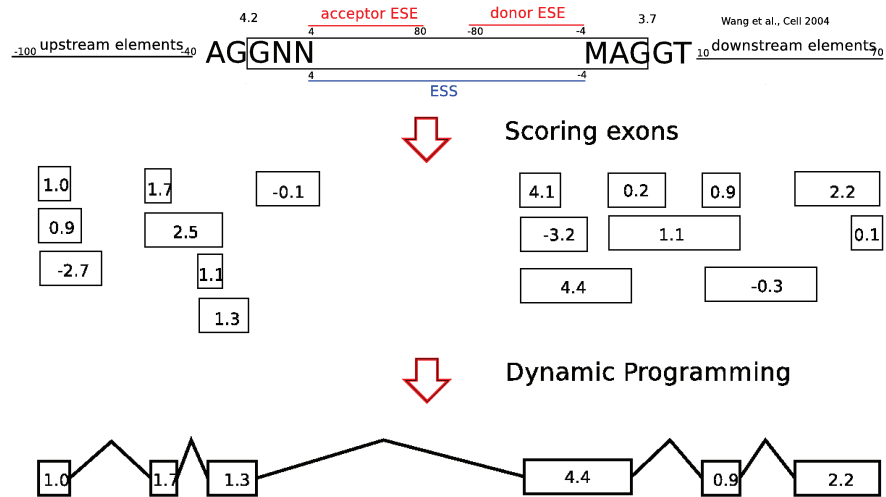 4.2 acceptor ESE donor ESE 3.7 Wang et al., Cell 2004
4 80 -80 -4
-100 upstream elements -40 AGGNN MAGGT 10 downstream elements 70
4 -4
ESS
Scoring exons
1.0 1.7 -0.1 4.1 0.2 0.9 2.2
0.9 2.5 -3.2 1.1 0.1
-2.7 1.1 4.4 -0.3
1.3
Dynamic Programming
1.0 1.7 1.3 4.4 0.9 2.2